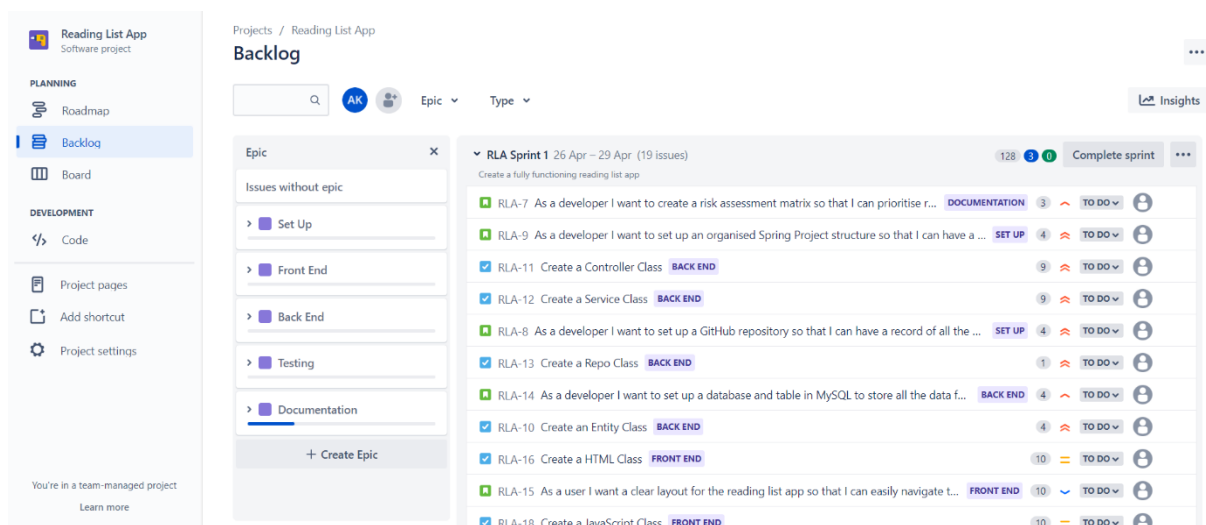 Reading List App
Software project
PLANNING
Roadmap
Backlog
Board
DEVELOPMENT
Code
Project pages
Add shortcut
Project settings
You're in a team-managed project
Learn more
Projects / Reading List App
Backlog
AK Epic Type Insights
Epic
Issues without epic
Set Up
Front End
Back End
Testing
Documentation
+ Create Epic
RLA Sprint 1 26 Apr – 29 Apr (19 issues) 128 3 0 Complete sprint
Create a fully functioning reading list app
RLA-7 As a developer I want to create a risk assessment matrix so that I can prioritise r... DOCUMENTATION 3 TO DO
RLA-9 As a developer I want to set up an organised Spring Project structure so that I can have a ... SET UP 4 TO DO
RLA-11 Create a Controller Class BACK END 9 TO DO
RLA-12 Create a Service Class BACK END 9 TO DO
RLA-8 As a developer I want to set up a GitHub repository so that I can have a record of all the ... SET UP 4 TO DO
RLA-13 Create a Repo Class BACK END 1 TO DO
RLA-14 As a developer I want to set up a database and table in MySQL to store all the data f... BACK END 4 TO DO
RLA-10 Create an Entity Class BACK END 4 TO DO
RLA-16 Create a HTML Class FRONT END 10 TO DO
RLA-15 As a user I want a clear layout for the reading list app so that I can easily navigate t... FRONT END 10 TO DO
RLA-18 Create a JavaScript Class FRONT END 10 TO DO